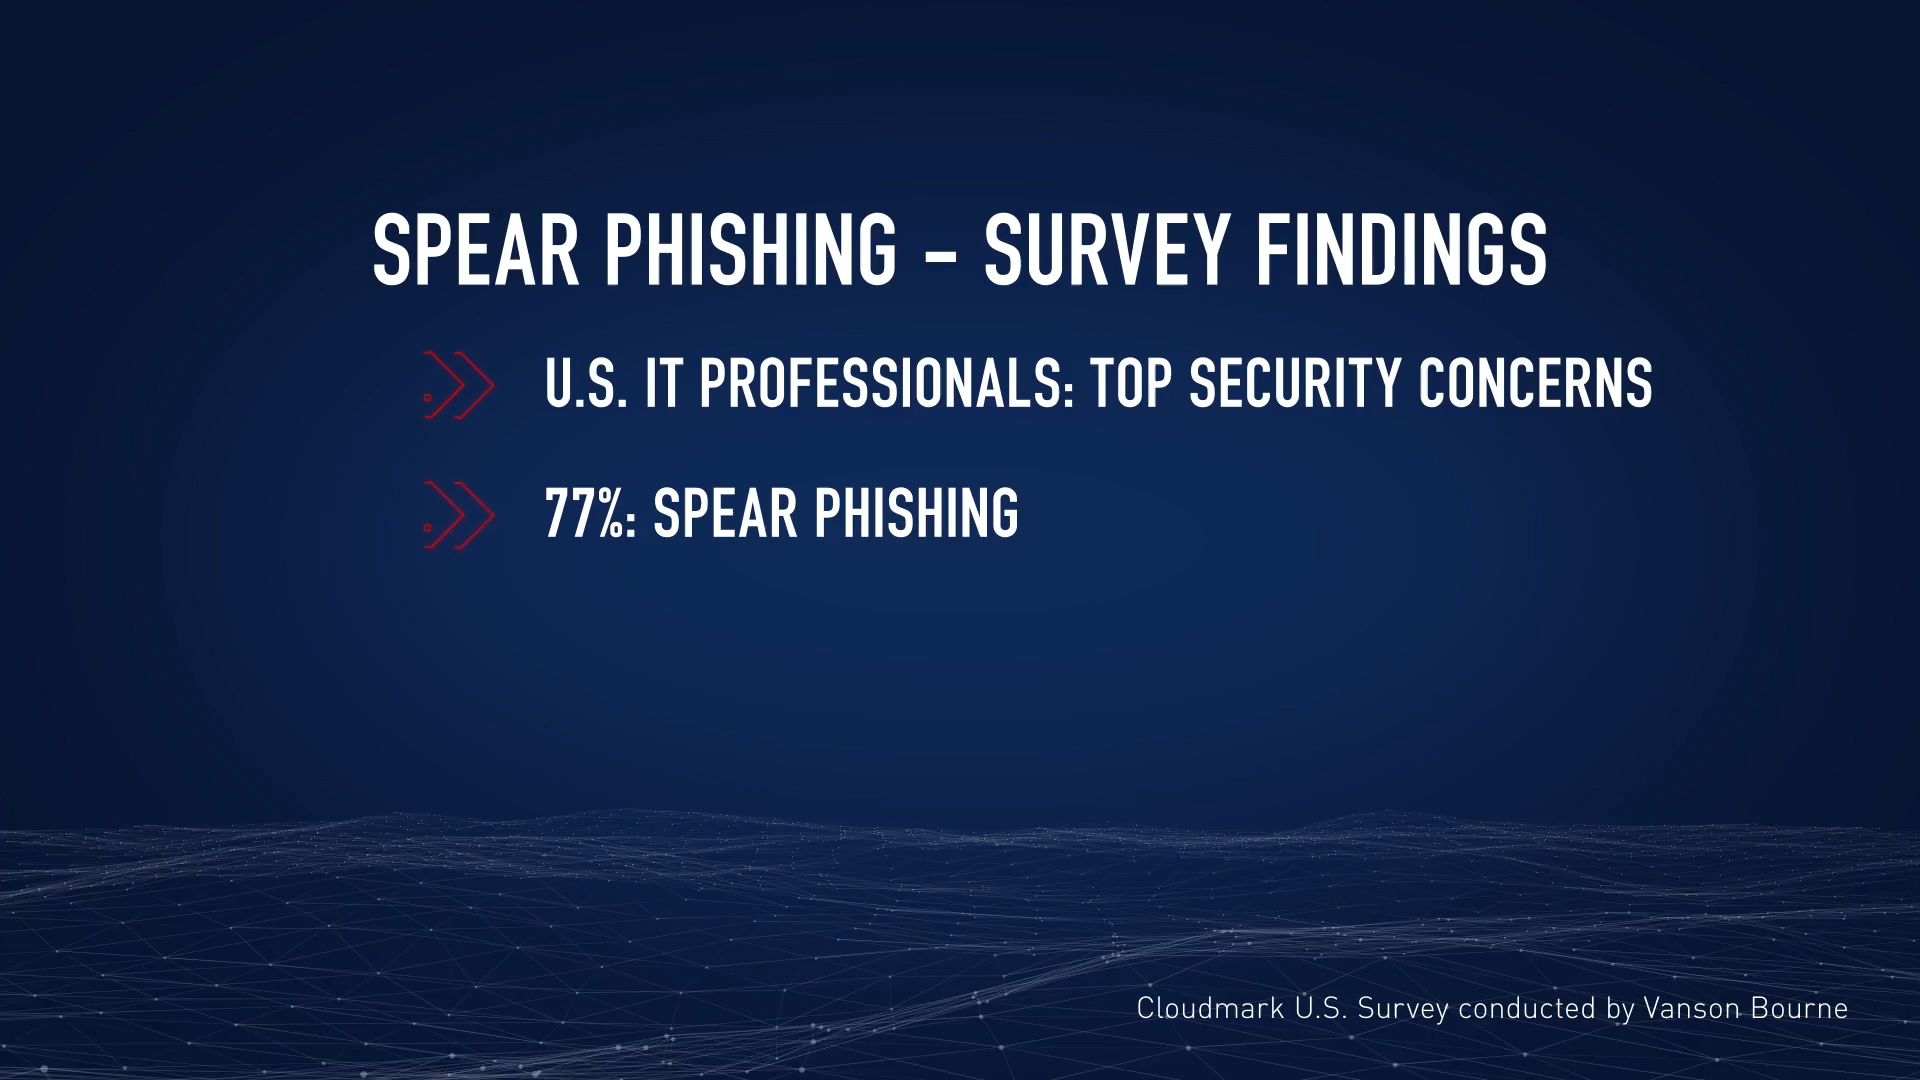 SPEAR PHISHING – SURVEY FINDINGS
U.S. IT PROFESSIONALS: TOP SECURITY CONCERNS
77%: SPEAR PHISHING
Cloudmark U.S. Survey conducted by Vanson Bourne